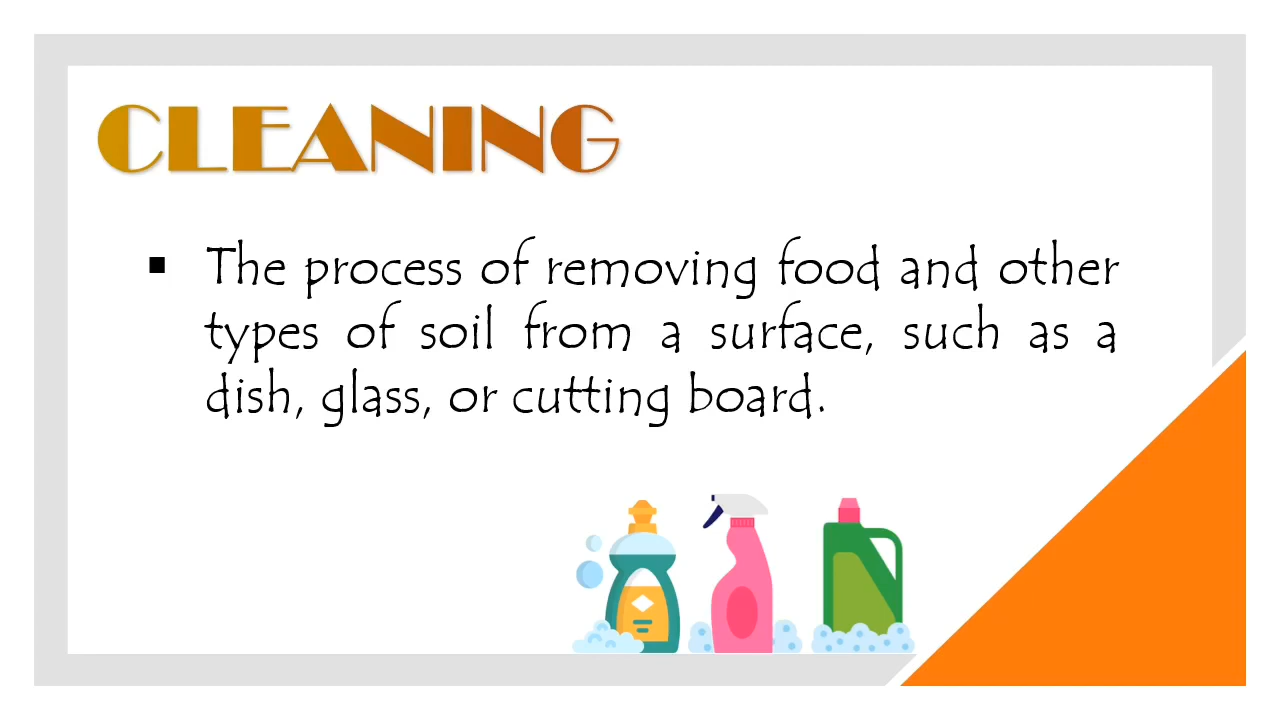 CLEANING
▪ The process of removing food and other
types of soil from a surface, such as a
dish, glass, or cutting board.